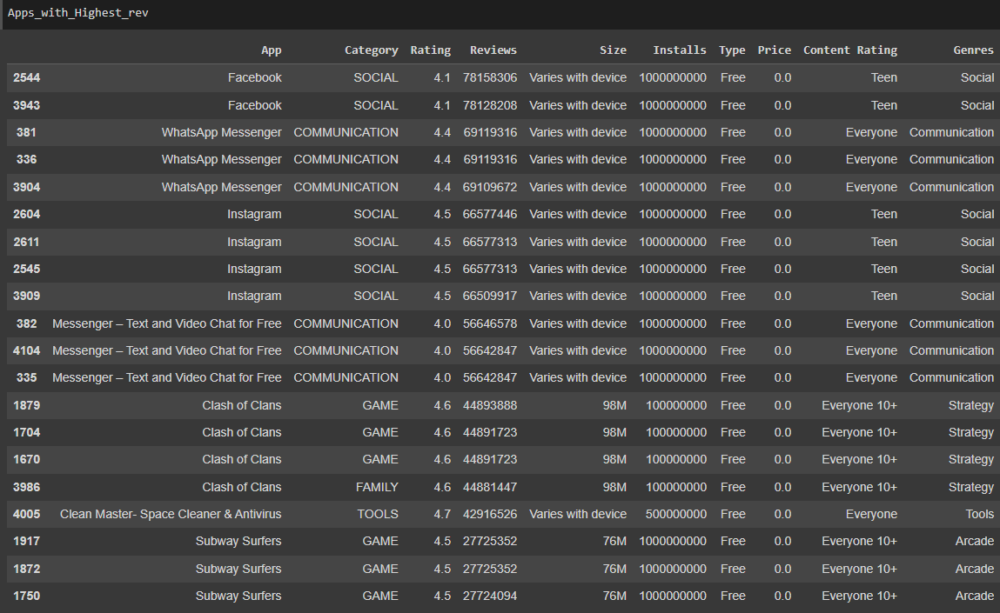 Apps_with_Highest_rev
App Category Rating Reviews Size Installs Type Price Content Rating Genres
2544 Facebook SOCIAL 4.1 78158306 Varies with device 1000000000 Free 0.0 Teen Social
3943 Facebook SOCIAL 4.1 78128208 Varies with device 1000000000 Free 0.0 Teen Social
381 WhatsApp Messenger COMMUNICATION 4.4 69119316 Varies with device 1000000000 Free 0.0 Everyone Communication
336 WhatsApp Messenger COMMUNICATION 4.4 69119316 Varies with device 1000000000 Free 0.0 Everyone Communication
3904 WhatsApp Messenger COMMUNICATION 4.4 69109672 Varies with device 1000000000 Free 0.0 Everyone Communication
2604 Instagram SOCIAL 4.5 66577446 Varies with device 1000000000 Free 0.0 Teen Social
2611 Instagram SOCIAL 4.5 66577313 Varies with device 1000000000 Free 0.0 Teen Social
2545 Instagram SOCIAL 4.5 66577313 Varies with device 1000000000 Free 0.0 Teen Social
3909 Instagram SOCIAL 4.5 66509917 Varies with device 1000000000 Free 0.0 Teen Social
382 Messenger – Text and Video Chat for Free COMMUNICATION 4.0 56646578 Varies with device 1000000000 Free 0.0 Everyone Communication
4104 Messenger – Text and Video Chat for Free COMMUNICATION 4.0 56642847 Varies with device 1000000000 Free 0.0 Everyone Communication
335 Messenger – Text and Video Chat for Free COMMUNICATION 4.0 56642847 Varies with device 1000000000 Free 0.0 Everyone Communication
1879 Clash of Clans GAME 4.6 44893888 98M 100000000 Free 0.0 Everyone 10+ Strategy
1704 Clash of Clans GAME 4.6 44891723 98M 100000000 Free 0.0 Everyone 10+ Strategy
1670 Clash of Clans GAME 4.6 44891723 98M 100000000 Free 0.0 Everyone 10+ Strategy
3986 Clash of Clans FAMILY 4.6 44881447 98M 100000000 Free 0.0 Everyone 10+ Strategy
4005 Clean Master- Space Cleaner & Antivirus TOOLS 4.7 42916526 Varies with device 500000000 Free 0.0 Everyone Tools
1917 Subway Surfers GAME 4.5 27725352 76M 1000000000 Free 0.0 Everyone 10+ Arcade
1872 Subway Surfers GAME 4.5 27725352 76M 1000000000 Free 0.0 Everyone 10+ Arcade
1750 Subway Surfers GAME 4.5 27724094 76M 1000000000 Free 0.0 Everyone 10+ Arcade